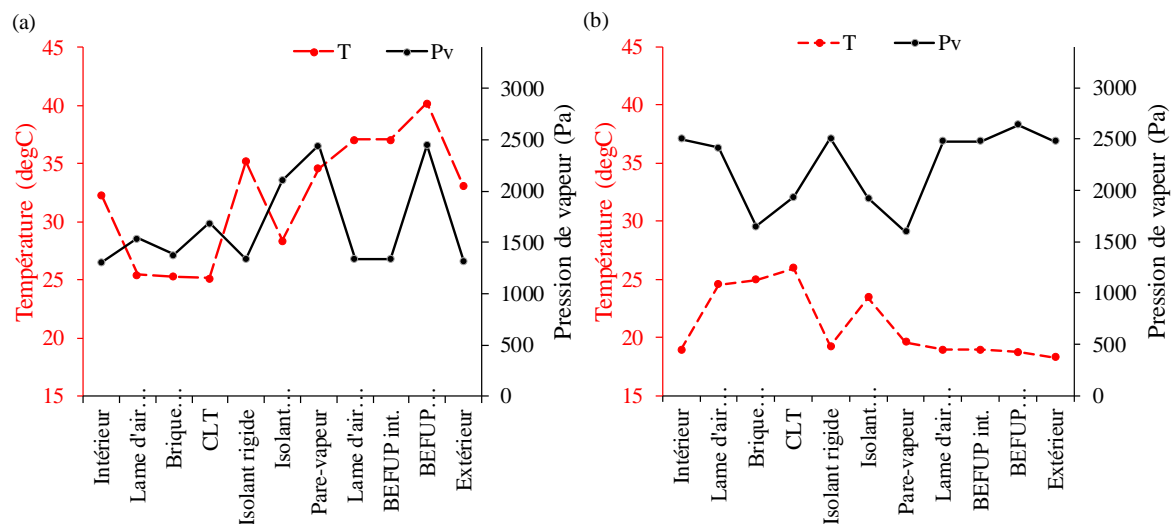 (a)
T
Pv
45
40
35
30
25
20
15
Température (degC)
3000
2500
2000
1500
1000
500
0
Pression de vapeur (Pa)
Intérieur
Lame d'air…
Brique…
CLT
Isolant rigide
Isolant…
Pare-vapeur
Lame d'air…
BEFUP int.
BEFUP…
Extérieur
(b)
T
Pv
45
40
35
30
25
20
15
Température (degC)
3000
2500
2000
1500
1000
500
0
Pression de vapeur (Pa)
Intérieur
Lame d'air…
Brique…
CLT
Isolant rigide
Isolant…
Pare-vapeur
Lame d'air…
BEFUP int.
BEFUP…
Extérieur